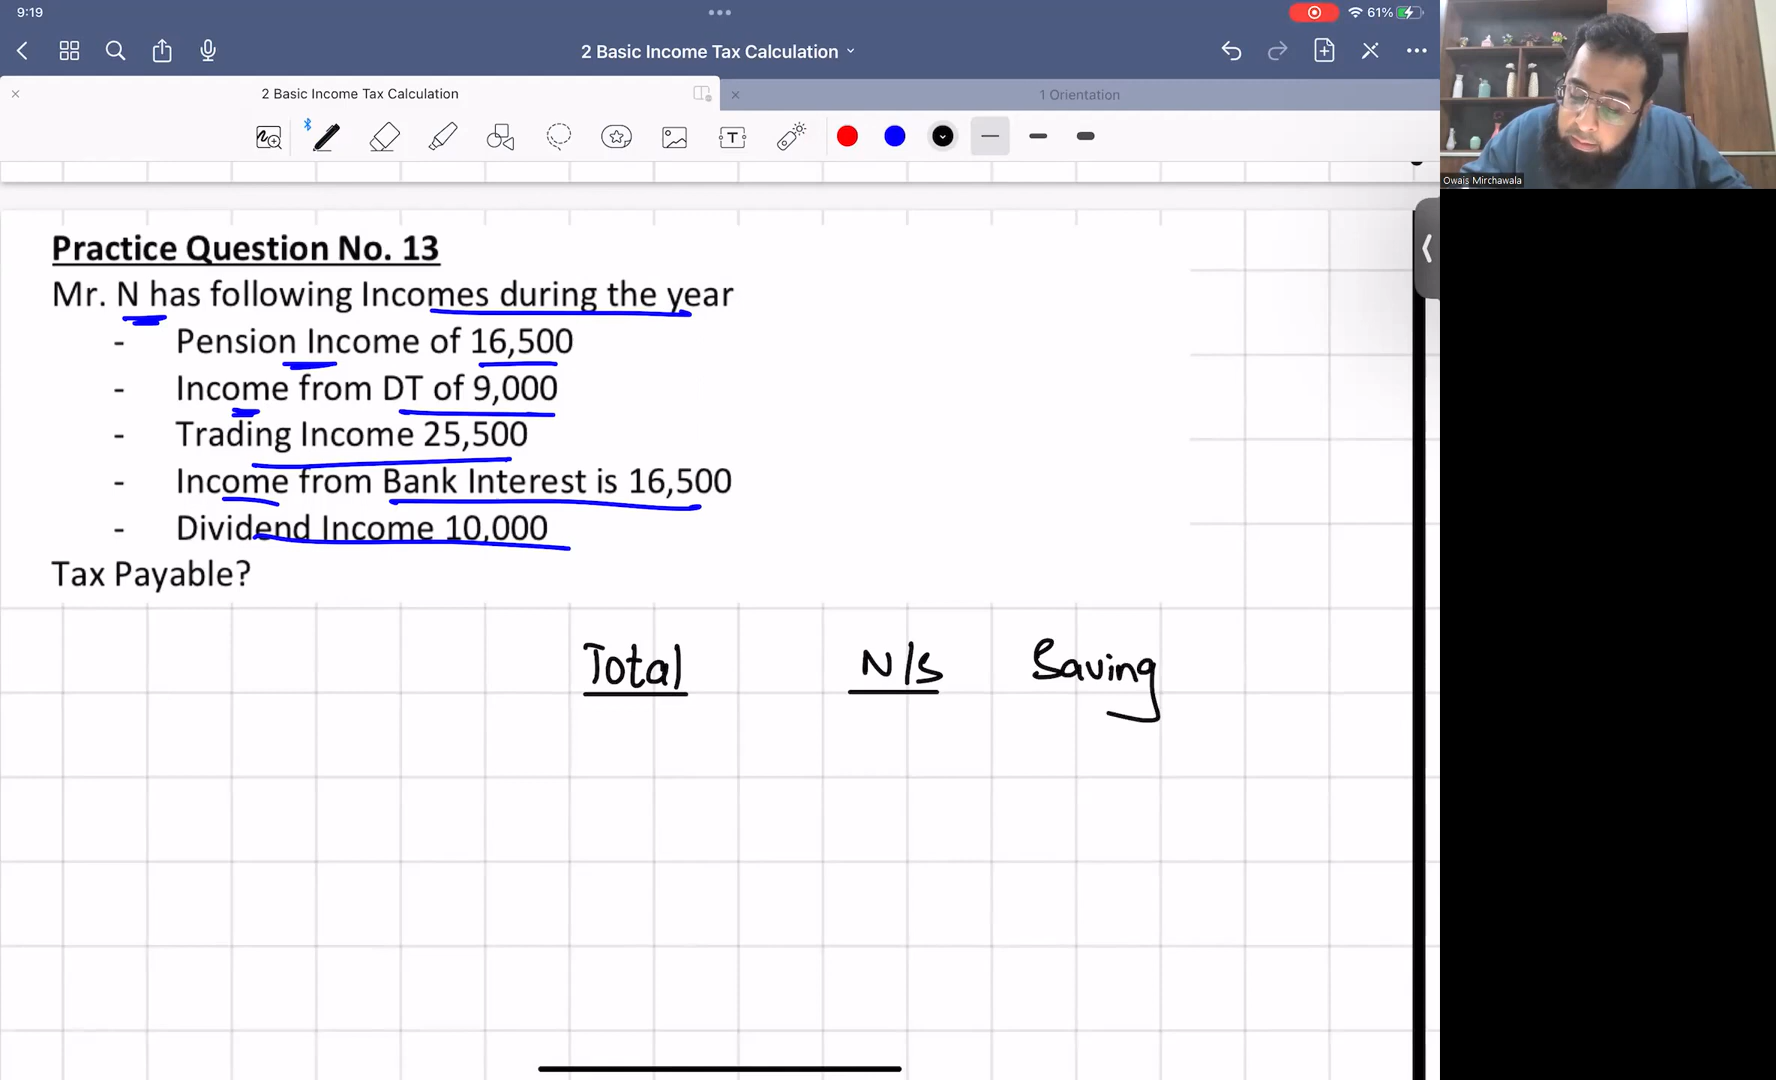 9:19
61%
2 Basic Income Tax Calculation
2 Basic Income Tax Calculation
1 Orientation
T
Owais Mirchawala
Practice Question No. 13
Mr. N has following Incomes during the year
- Pension Income of 16,500
- Income from DT of 9,000
- Trading Income 25,500
- Income from Bank Interest is 16,500
- Dividend Income 10,000
Tax Payable?
Total N/S Saving